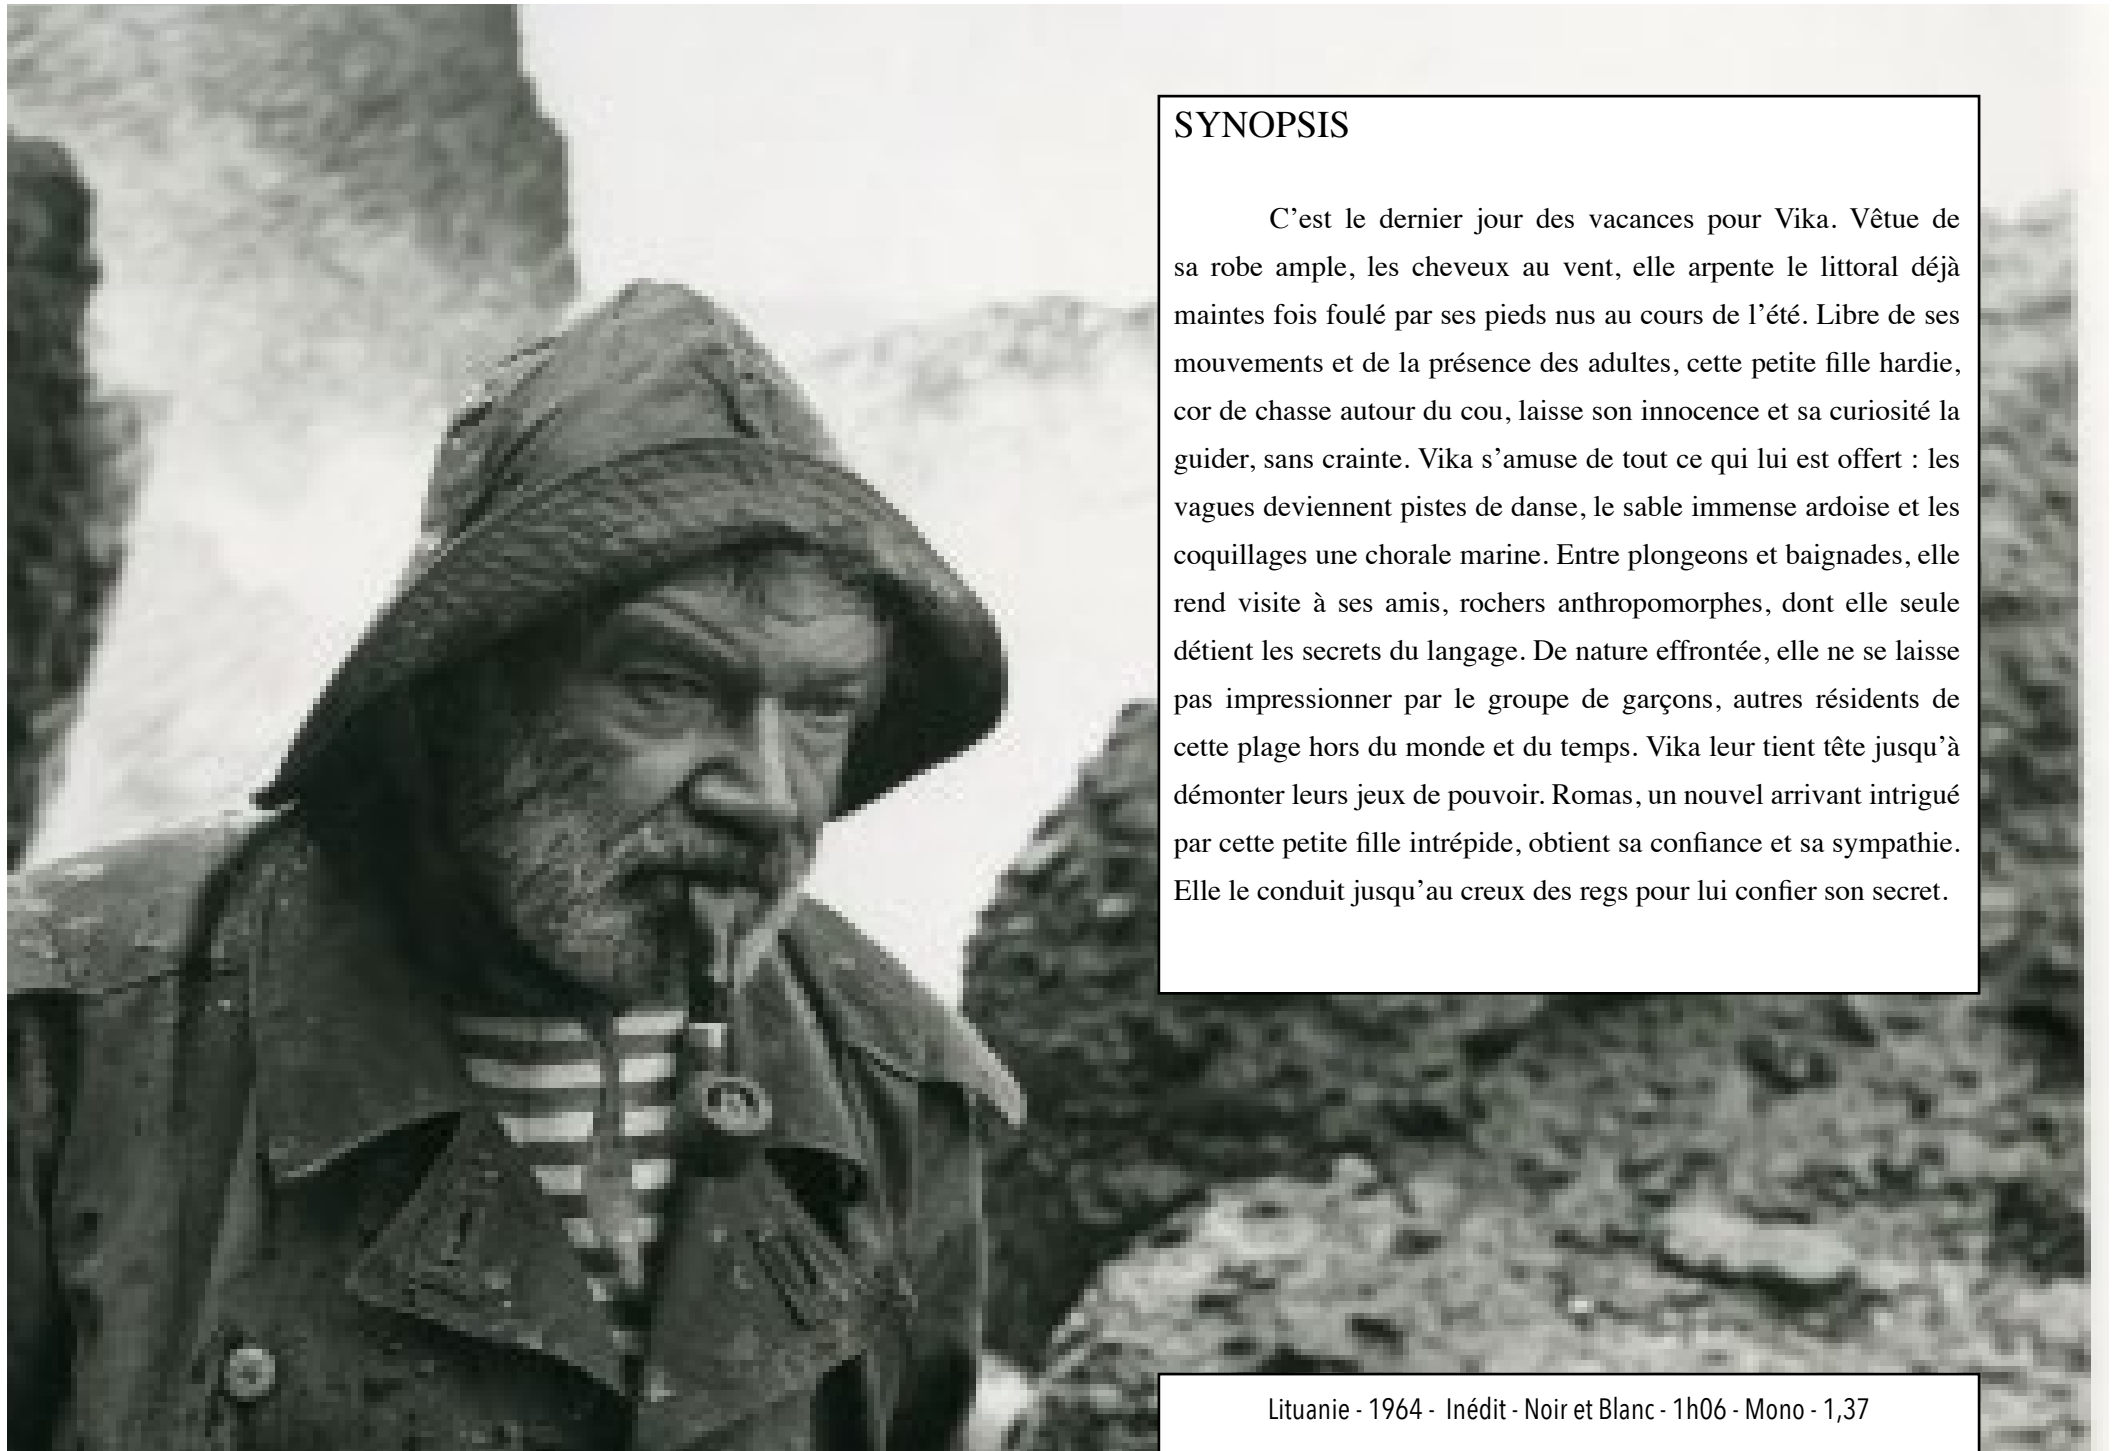 SYNOPSIS
C’est le dernier jour des vacances pour Vika. Vêtue de
sa robe ample, les cheveux au vent, elle arpente le littoral déjà
maintes fois foulé par ses pieds nus au cours de l’été. Libre de ses
mouvements et de la présence des adultes, cette petite fille hardie,
cor de chasse autour du cou, laisse son innocence et sa curiosité la
guider, sans crainte. Vika s’amuse de tout ce qui lui est offert : les
vagues deviennent pistes de danse, le sable immense ardoise et les
coquillages une chorale marine. Entre plongeons et baignades, elle
rend visite à ses amis, rochers anthropomorphes, dont elle seule
détient les secrets du langage. De nature effrontée, elle ne se laisse
pas impressionner par le groupe de garçons, autres résidents de
cette plage hors du monde et du temps. Vika leur tient tête jusqu’à
démonter leurs jeux de pouvoir. Romas, un nouvel arrivant intrigué
par cette petite fille intrépide, obtient sa confiance et sa sympathie.
Elle le conduit jusqu’au creux des regs pour lui confier son secret.
Lituanie - 1964 - Inédit - Noir et Blanc - 1h06 - Mono - 1,37